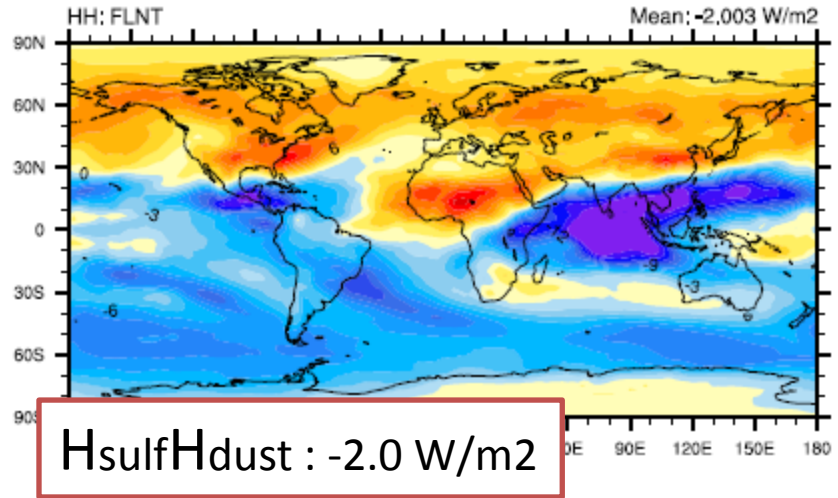 HH: FLNT Mean: -2.003 W/m2
90N
60N
30N
0
30S
60S
90S
0
-3
-6
6
-9
-3
0E 90E 120E 150E 180
HsulfHdust : -2.0 W/m2